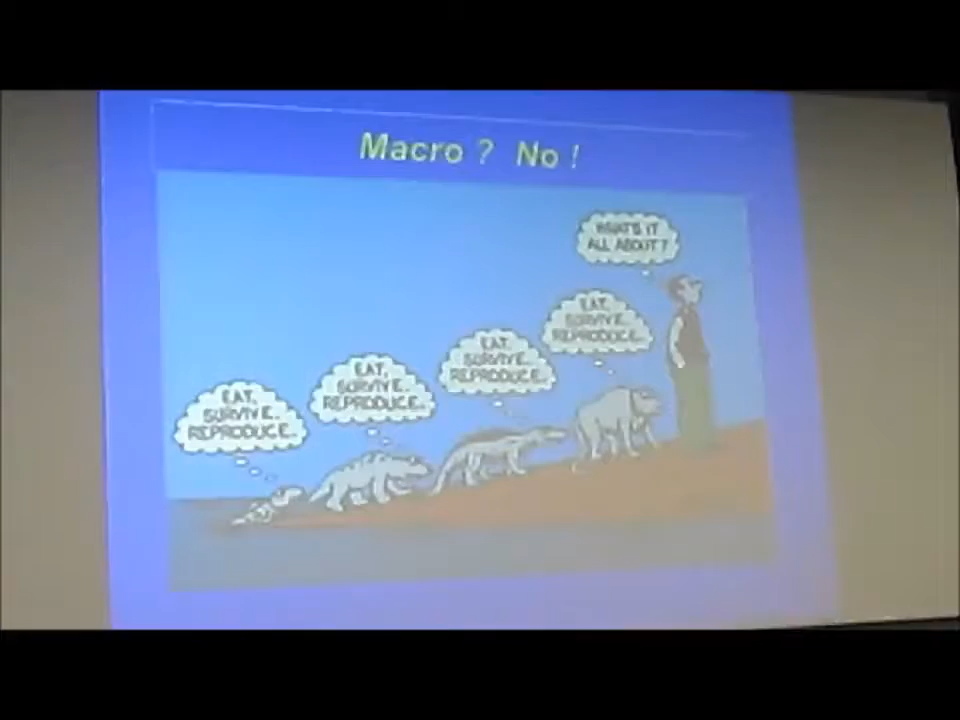 Macro ? No !
WHAT'S IT
ALL ABOUT?
EAT,
SURVIVE,
REPRODUCE..
EAT,
SURVIVE,
REPRODUCE..
EAT,
SURVIVE,
REPRODUCE..
EAT,
SURVIVE,
REPRODUCE..